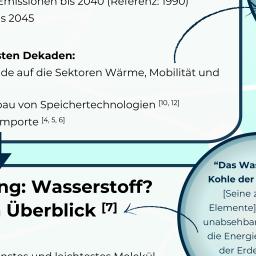 Emissionen bis 2040 (Referenz: 1990)
s 2045
sten Dekaden:
de auf die Sektoren Wärme, Mobilität und
bau von Speichertechnologien [10, 12]
mporte [4, 5, 6]
ng: Wasserstoff?
Überblick [7]
nstes und leichtestes Molekül
"Das Was
Kohle der
[Seine z
Elemente]
unabsehbar
die Energie
der Erde